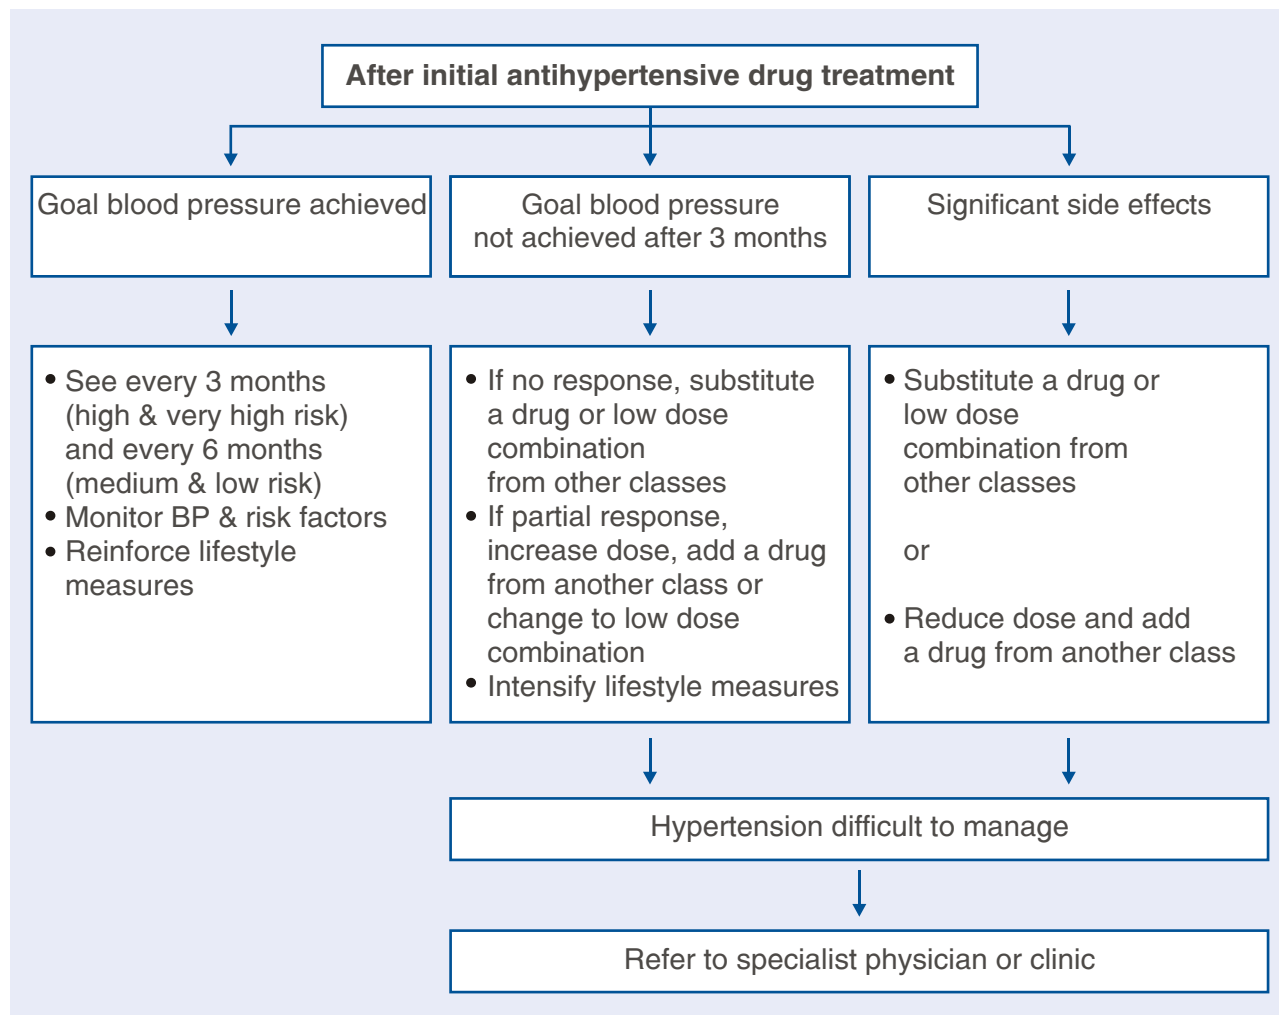 After initial antihypertensive drug treatment
Goal blood pressure achieved
Goal blood pressure
not achieved after 3 months
Significant side effects
• See every 3 months
(high & very high risk)
and every 6 months
(medium & low risk)
• Monitor BP & risk factors
• Reinforce lifestyle
measures
• If no response, substitute
a drug or low dose
combination
from other classes
• If partial response,
increase dose, add a drug
from another class or
change to low dose
combination
• Intensify lifestyle measures
• Substitute a drug or
low dose
combination from
other classes
or
• Reduce dose and add
a drug from another class
Hypertension difficult to manage
Refer to specialist physician or clinic